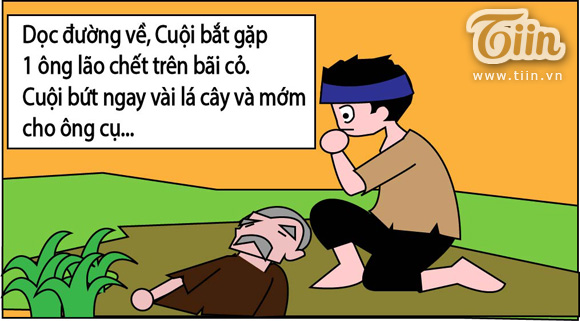 Dọc đường về, Cuội bắt gặp
1 ông lão chết trên bãi cỏ.
Cuội bứt ngay vài lá cây và mớm
cho ông cụ...
Tiin
www.tiin.vn